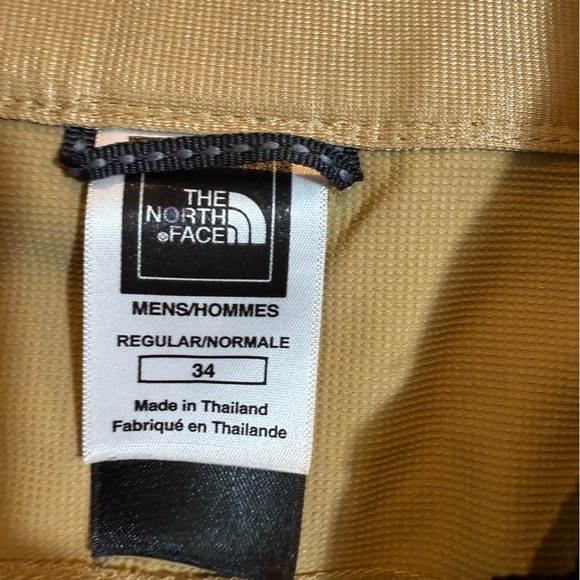 THE
NORTH
®FACE
MENS/HOMMES
REGULAR/NORMALE
34
Made in Thailand
Fabriqué en Thailande